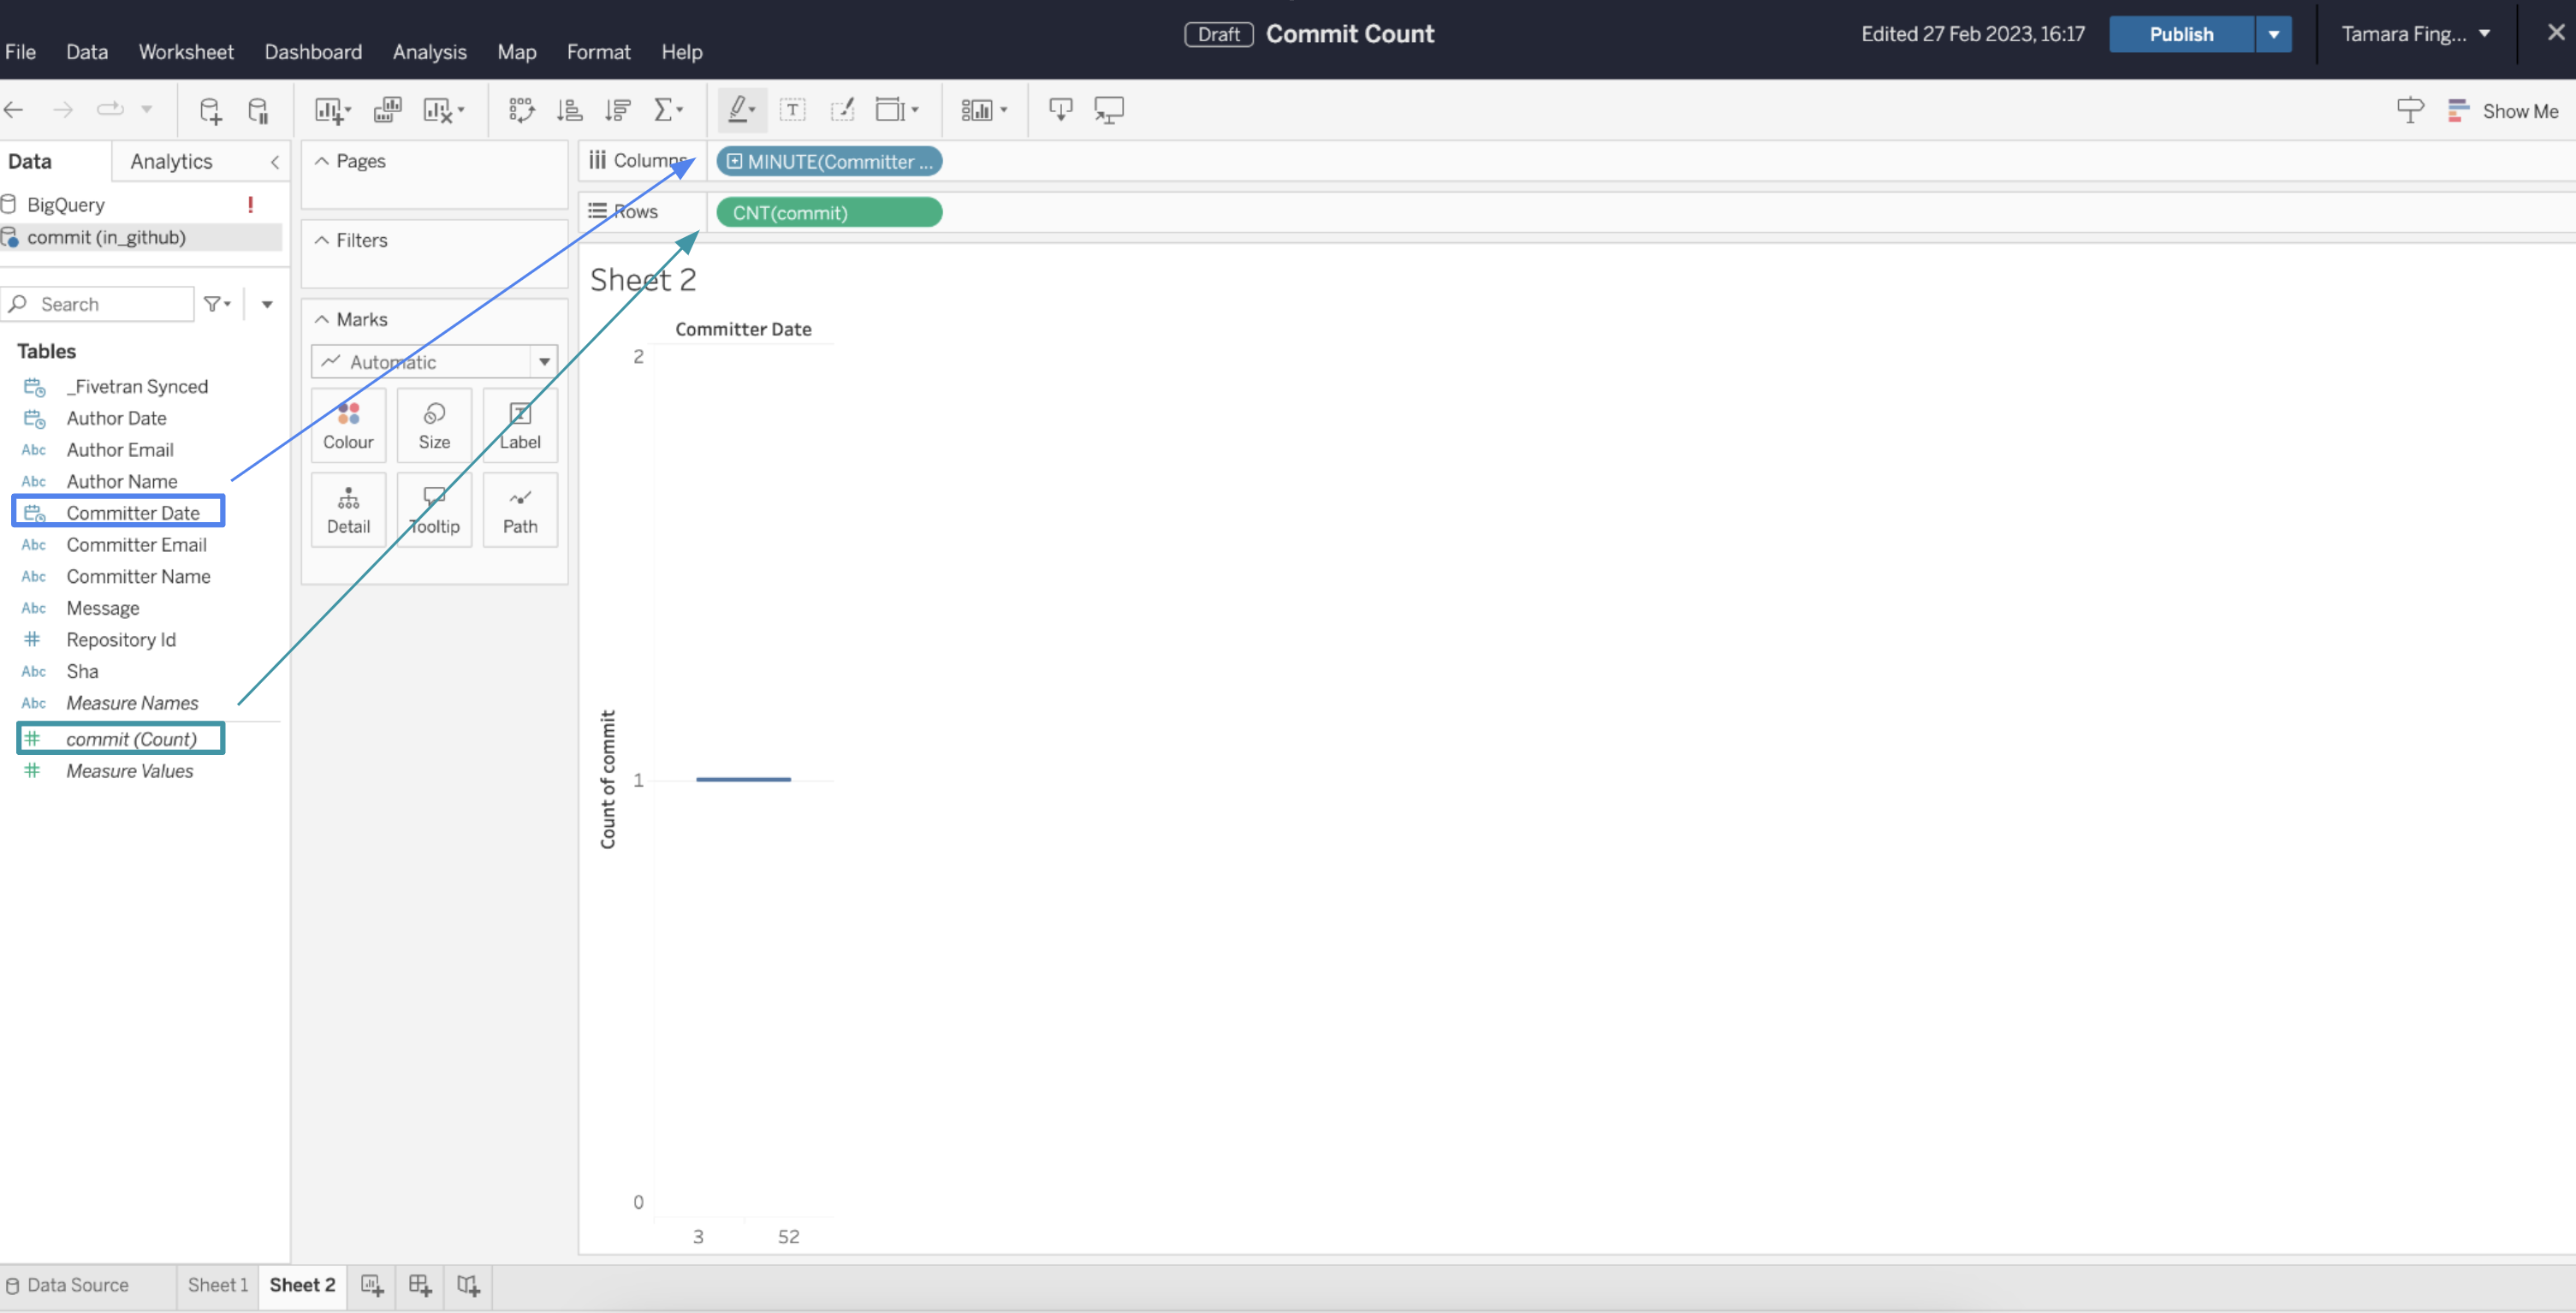 Draft Commit Count
Edited 27 Feb 2023, 16:17
Publish
Tamara Fing...
File Data Worksheet Dashboard Analysis Map Format Help
Show Me
Data Analytics
BigQuery !
commit (in_github)
Search
Tables
_Fivetran Synced
Author Date
Abc Author Email
Abc Author Name
Committer Date
Abc Committer Email
Abc Committer Name
Abc Message
# Repository Id
Abc Sha
Abc Measure Names
# commit (Count)
# Measure Values
Pages
Filters
Marks
Automatic
Colour Size Label
Detail Tooltip Path
Columns MINUTE(Committer ...
Rows CNT(commit)
Sheet 2
Committer Date
2
1
0
Count of commit
3 52
Data Source Sheet 1 Sheet 2